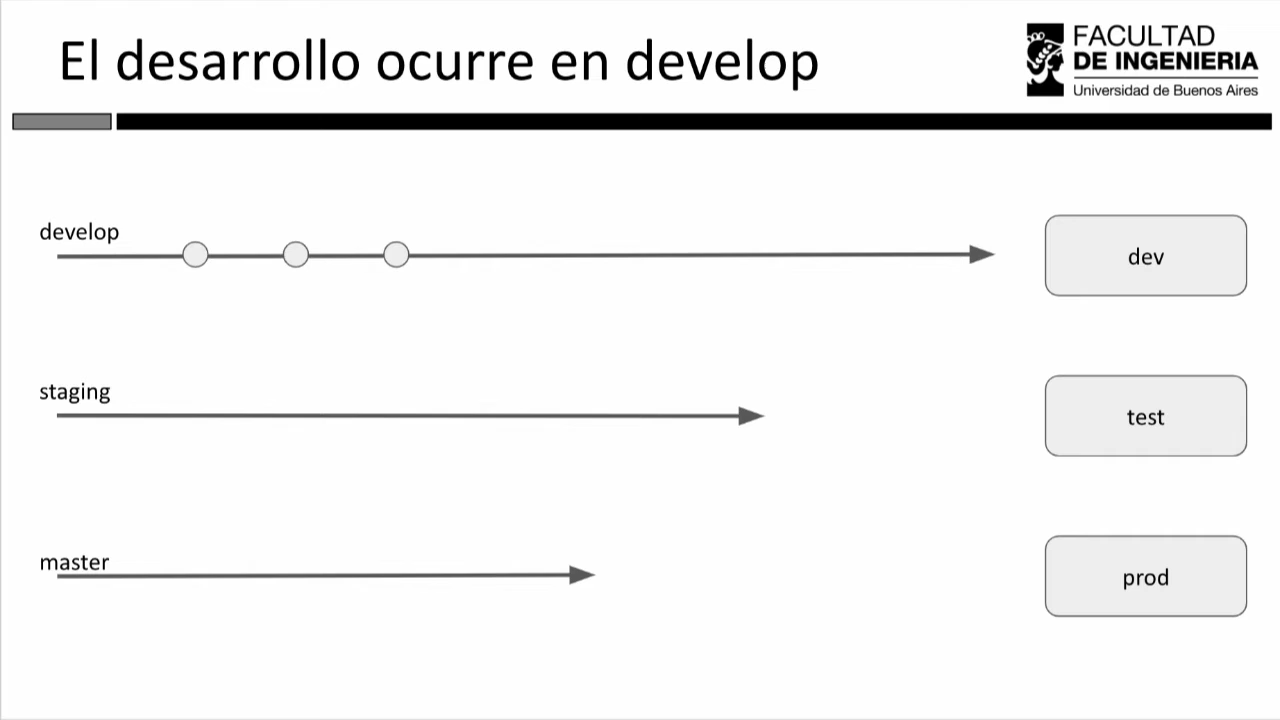 El desarrollo ocurre en develop
FACULTAD
DE INGENIERIA
Universidad de Buenos Aires
develop
dev
staging
test
master
prod